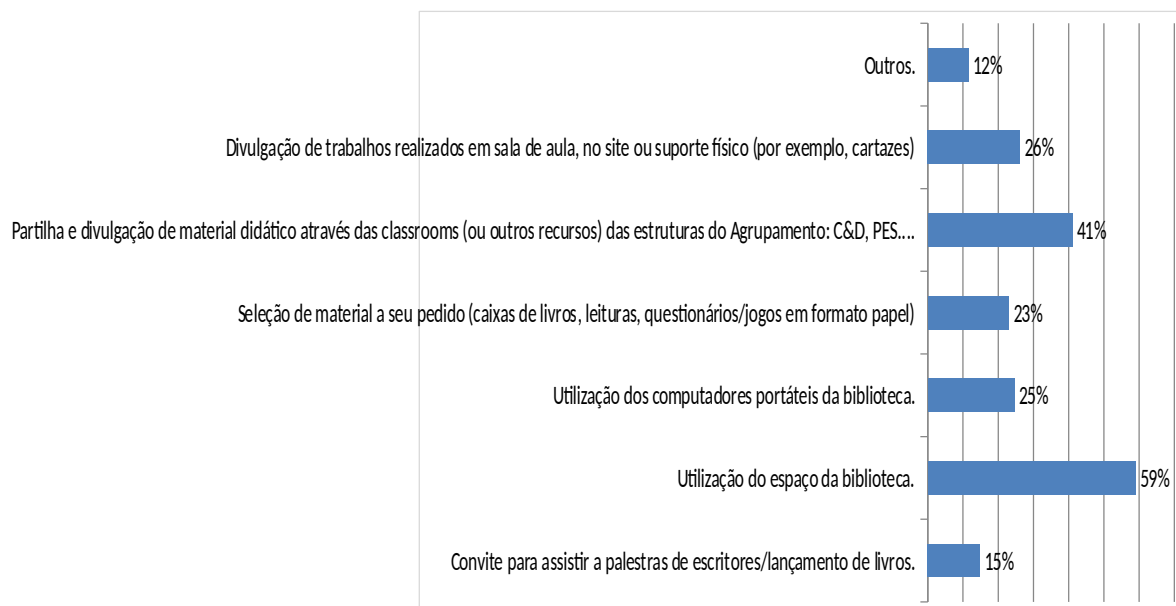 Outros.
12%
Divulgação de trabalhos realizados em sala de aula, no site ou suporte físico (por exemplo, cartazes)
26%
Partilha e divulgação de material didático através das classrooms (ou outros recursos) das estruturas do Agrupamento: C&D, PES....
41%
Seleção de material a seu pedido (caixas de livros, leituras, questionários/jogos em formato papel)
23%
Utilização dos computadores portáteis da biblioteca.
25%
Utilização do espaço da biblioteca.
59%
Convite para assistir a palestras de escritores/lançamento de livros.
15%